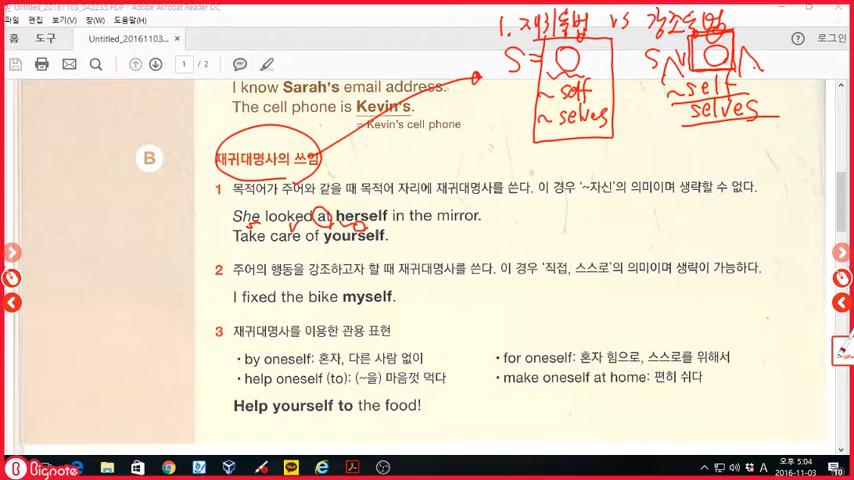 Untitled_20161103_042235.PDF - Adobe Acrobat Reader DC
파일 편집 보기(Z) 창(W) 도움말(H)
홈 도구 Untitled_20161103... × 로그인
1 / 2
1. 재귀용법 vs 강조용법
S = O S V O
~self ~self
~selves selves
I know Sarah's email address.
The cell phone is Kevin's.
= Kevin's cell phone
B 재귀대명사의 쓰임
1 목적어가 주어와 같을 때 목적어 자리에 재귀대명사를 쓴다. 이 경우 '~자신'의 의미이며 생략할 수 없다.
She looked at herself in the mirror.
s v o
Take care of yourself.
2 주어의 행동을 강조하고자 할 때 재귀대명사를 쓴다. 이 경우 '직접, 스스로'의 의미이며 생략이 가능하다.
I fixed the bike myself.
3 재귀대명사를 이용한 관용 표현
• by oneself: 혼자, 다른 사람 없이 • for oneself: 혼자 힘으로, 스스로를 위해서
• help oneself (to): (~을) 마음껏 먹다 • make oneself at home: 편히 쉬다
Help yourself to the food!
Bignote
A 오후 5:04
2016-11-03
10